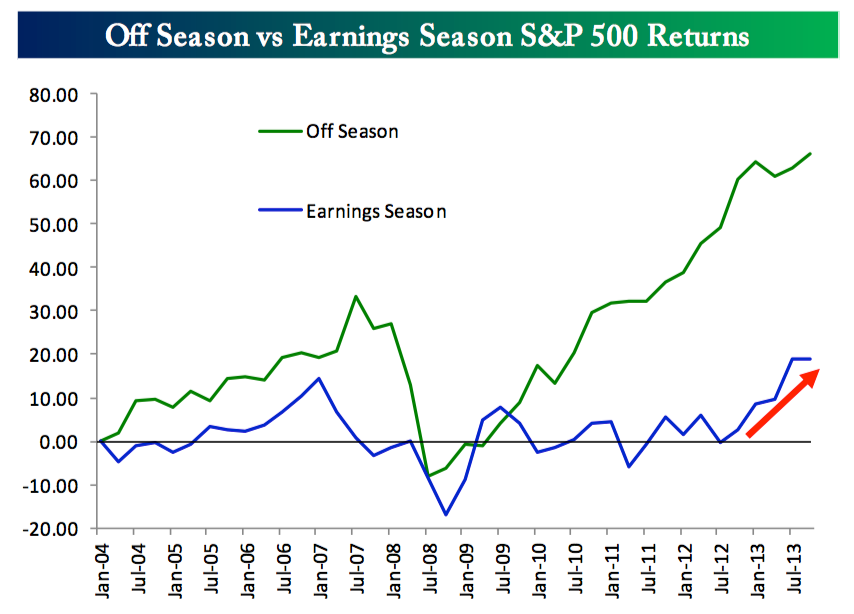 Off Season vs Earnings Season S&P 500 Returns
80.00
70.00
60.00
50.00
40.00
30.00
20.00
10.00
0.00
-10.00
-20.00
Off Season
Earnings Season
Jan-04
Jul-04
Jan-05
Jul-05
Jan-06
Jul-06
Jan-07
Jul-07
Jan-08
Jul-08
Jan-09
Jul-09
Jan-10
Jul-10
Jan-11
Jul-11
Jan-12
Jul-12
Jan-13
Jul-13